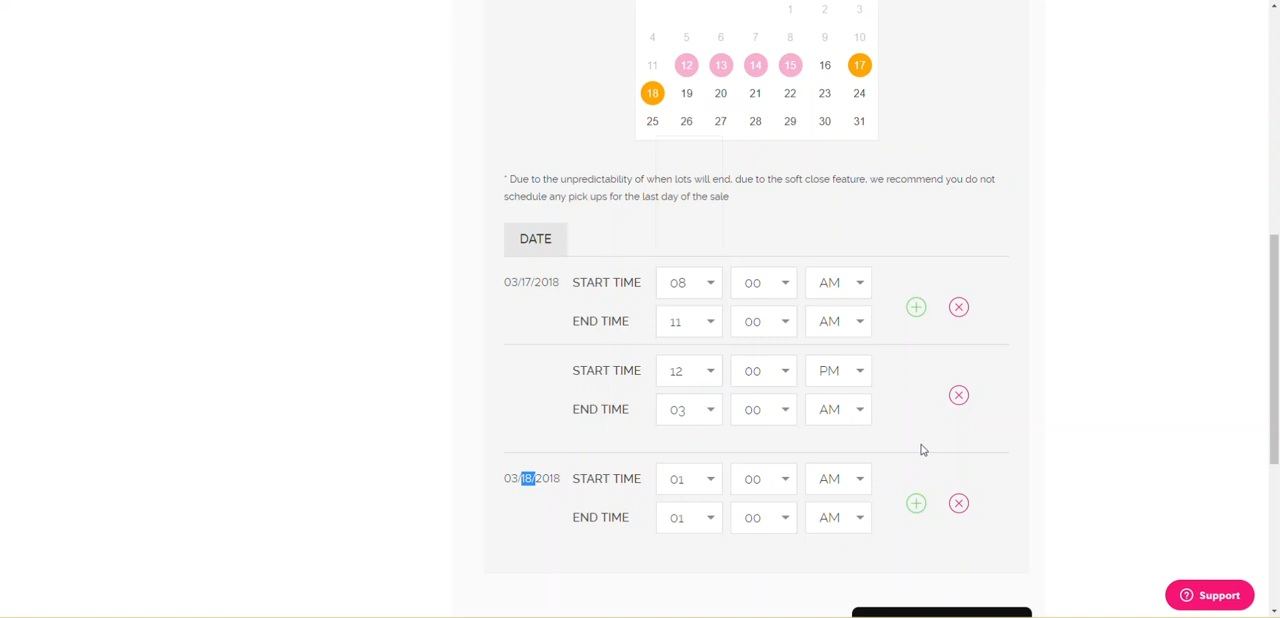 1 2 3
4 5 6 7 8 9 10
11 12 13 14 15 16 17
18 19 20 21 22 23 24
25 26 27 28 29 30 31
* Due to the unpredictability of when lots will end, due to the soft close feature, we recommend you do not
schedule any pick ups for the last day of the sale
DATE
03/17/2018 START TIME 08 00 AM
END TIME 11 00 AM
START TIME 12 00 PM
END TIME 03 00 AM
03/18/2018 START TIME 01 00 AM
END TIME 01 00 AM
Support